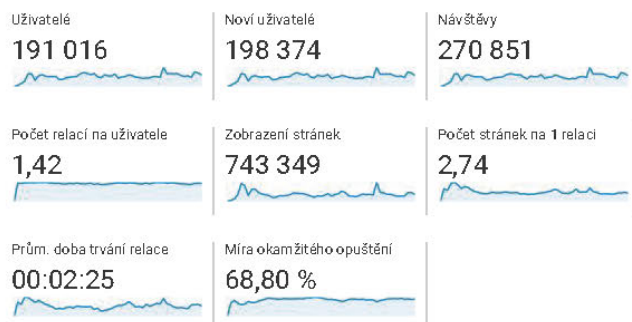 Uživatelé
191 016
Noví uživatelé
198 374
Návštěvy
270 851
Počet relací na uživatele
1,42
Zobrazení stránek
743 349
Počet stránek na 1 relaci
2,74
Prům. doba trvání relace
00:02:25
Míra okamžitého opuštění
68,80 %